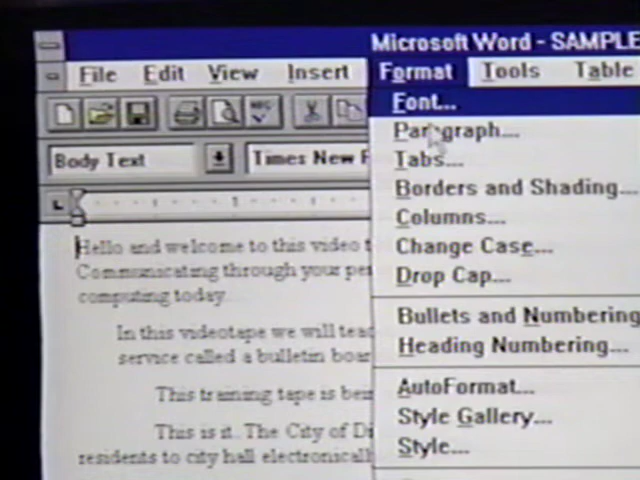 Microsoft Word - SAMPLE
File Edit View Insert Format Tools Table
Font...
Paragraph...
Tabs...
Borders and Shading...
Columns...
Change Case...
Drop Cap...
Bullets and Numbering
Heading Numbering...
AutoFormat...
Style Gallery...
Style...
Body Text
Times New
Hello and welcome to this video
Communicating through your
computing today.
In this videotape we will
service called a bulletin
This training tape is
This is it. The City of
residents to city hall